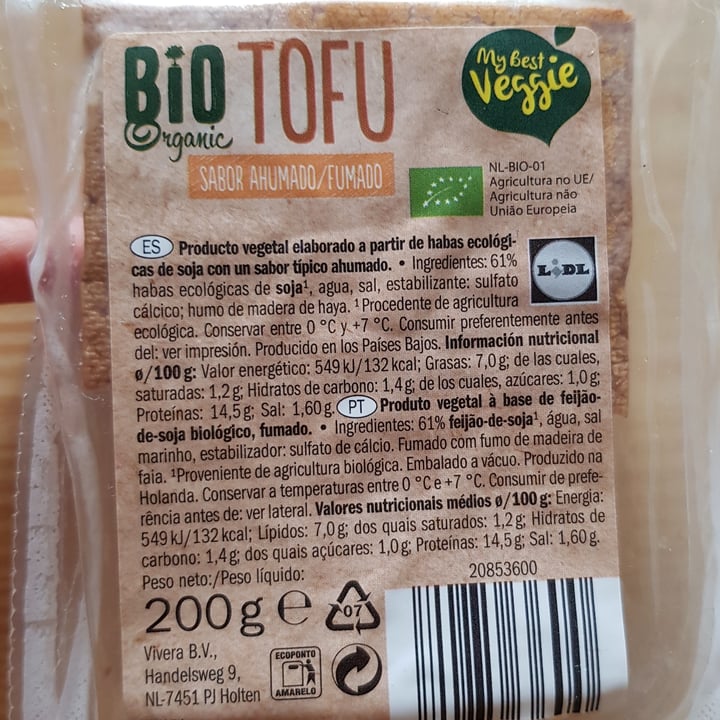 BIO
Organic
TOFU
My Best
Veggie
SABOR AHUMADO/FUMADO
NL-BIO-01
Agricultura no UE/
Agricultura não
União Europeia
ES Producto vegetal elaborado a partir de habas ecológi-
cas de soja con un sabor típico ahumado. • Ingredientes: 61%
habas ecológicas de soja¹, agua, sal, estabilizante: sulfato
cálcico; humo de madera de haya. ¹Procedente de agricultura
ecológica. Conservar entre 0 °C y +7 °C. Consumir preferentemente antes
del: ver impresión. Producido en los Países Bajos. Información nutricional
ø/100 g: Valor energético: 549 kJ/132 kcal; Grasas: 7,0 g; de las cuales,
saturadas: 1,2 g; Hidratos de carbono: 1,4 g; de los cuales, azúcares: 1,0 g;
Proteínas: 14,5 g; Sal: 1,60 g. PT Produto vegetal à base de feijão-
de-soja biológico, fumado. • Ingredientes: 61% feijão-de-soja¹, água, sal
marinho, estabilizador: sulfato de cálcio. Fumado com fumo de madeira de
faia. ¹Proveniente de agricultura biológica. Embalado a vácuo. Produzido na
Holanda. Conservar a temperaturas entre 0 °C e +7 °C. Consumir de prefe-
rência antes de: ver lateral. Valores nutricionais médios ø/100 g: Energia:
549 kJ/132 kcal; Lípidos: 7,0 g; dos quais saturados: 1,2 g; Hidratos de
carbono: 1,4 g; dos quais açúcares: 1,0 g; Proteínas: 14,5 g; Sal: 1,60 g.
LIDL
Peso neto:/Peso líquido:
200 g e
07
20853600
Vivera B.V.,
Handelsweg 9,
NL-7451 PJ Holten
ECOPONTO
AMARELO